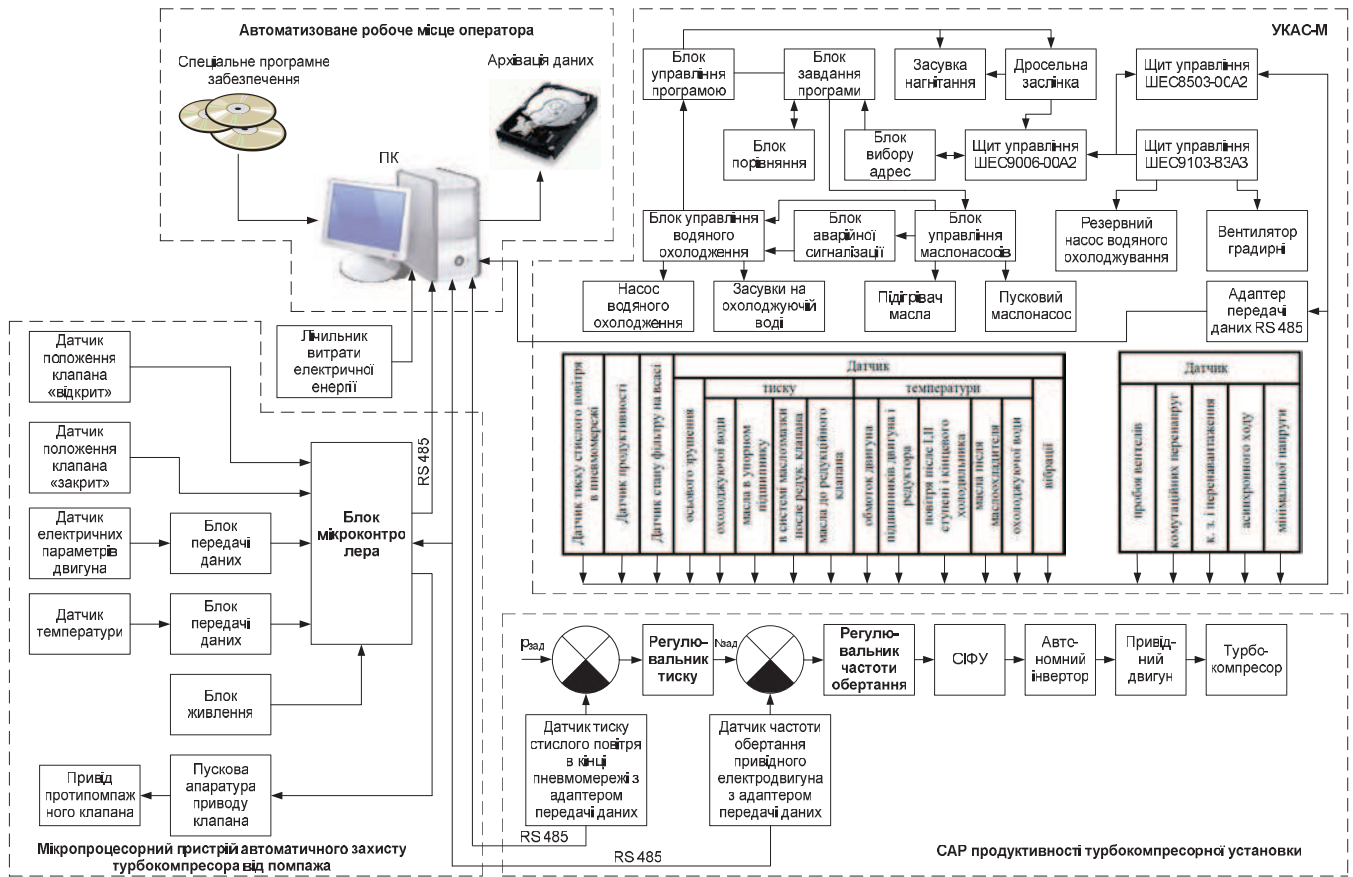 Автоматизоване робоче місце оператора
Спеціальне програмне
забезпечення
Архівація даних
ПК
Лічильник
витрати
електричної
енергії
RS 485
УКАС-М
Блок
управління
програмою
Блок
завдання
програми
Засувка
нагнітання
Дросельна
заслінка
Щит управління
ШЕС8503-00А2
Блок
порівняння
Блок
вибору
адрес
Щит управління
ШЕС9006-00А2
Щит управління
ШЕС9103-83А3
Блок управління
водяного
охолодження
Блок
аварійної
сигналізації
Блок
управління
маслонасосів
Резервний
насос водяного
охолоджування
Вентилятор
градирні
Насос
водяного
охолодження
Засувки на
охолоджуючій
воді
Підігрівач
масла
Пусковий
маслонасос
Адаптер
передачі
даних RS 485
Датчик тиску стислого повітря
в пневмомережі
Датчик продуктивності
Датчик стану фільтру на всасі
Датчик
осьового зрушення
тиску
охолоджуючої води
масла в упорном
підшипнику
в системі маслозмазки
после редук. клапана
масла до редукційного
клапана
температури
обмоток двигуна
підшипників двигуна і
редуктора
повітря після І,ІІ
ступені і кінцевого
холодильника
масла після
маслоохладителя
охолоджуючої води
вібрації
Датчик
пробоя вентелів
комутаційних перенапруг
к. з. і перенавантаження
асинхронного ходу
мінімальної напруги
Датчик
положення
клапана
«відкрит»
Датчик
положення
клапана
«закрит»
Датчик
електричних
параметрів
двигуна
Блок
передачі
даних
Датчик
температури
Блок
передачі
даних
Блок
мікроконтро
лера
Блок
живлення
Привід
протипомпаж
ного клапана
Пускова
апаратура
приводу
клапана
Мікропроцесорний пристрій автоматичного захисту
турбокомпресора від помпажа
pзад
Регулю-
вальник
тиску
Nзад
Регулю-
вальник
частоти
обертання
СІФУ
Авто-
номний
інвертор
Привід-
ний
двигун
Турбо-
компресор
Датчик тиску
стислого повітря
в кінці
пневмомережі з
адаптером
передачі даних
Датчик частоти
обертання
привідного
електродвигуна
з адаптером
передачі даних
RS 485
RS 485
САР продуктивності турбокомпресорної установки